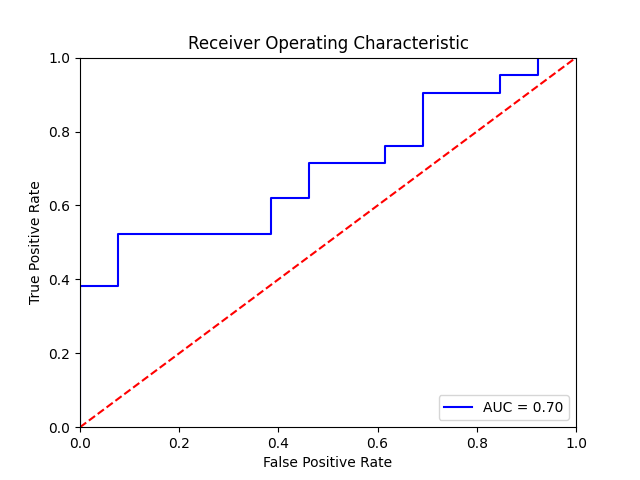 Receiver Operating Characteristic
1.0
0.8
0.6
0.4
0.2
0.0
True Positive Rate
AUC = 0.70
0.0 0.2 0.4 0.6 0.8 1.0
False Positive Rate